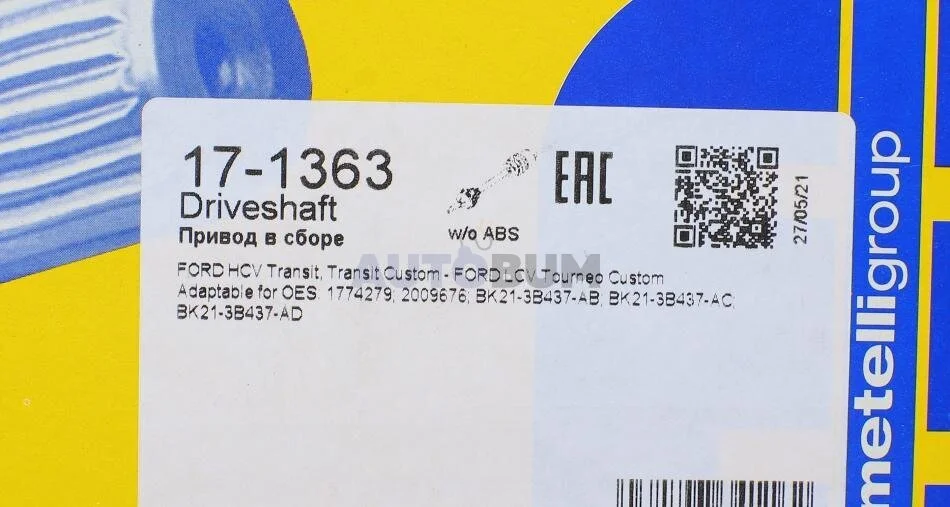 17-1363
Driveshaft
Привод в сборе
w/o ABS
EAC
27/05/21
FORD HCV Transit, Transit Custom - FORD LCV Tourneo Custom
Adaptable for OES: 1774279; 2009676; BK21-3B437-AB; BK21-3B437-AC;
BK21-3B437-AD
AUTOBUM
metelligroup